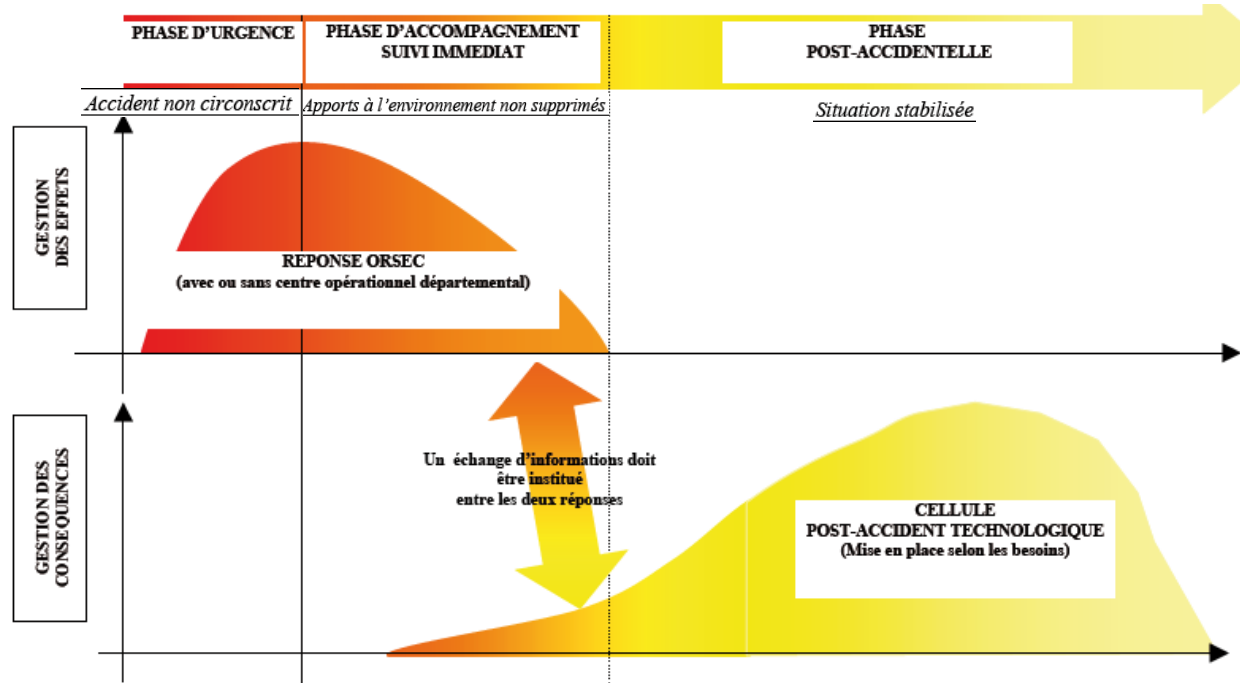 PHASE D'URGENCE
PHASE D'ACCOMPAGNEMENT
SUIVI IMMEDIAT
PHASE
POST-ACCIDENTELLE
Accident non circonscrit
Apports à l'environnement non supprimés
Situation stabilisée
GESTION
DES EFFETS
REPONSE ORSEC
(avec ou sans centre opérationnel départemental)
Un échange d'informations doit
être institué
entre les deux réponses
GESTION DES
CONSEQUENCES
CELLULE
POST-ACCIDENT TECHNOLOGIQUE
(Mise en place selon les besoins)